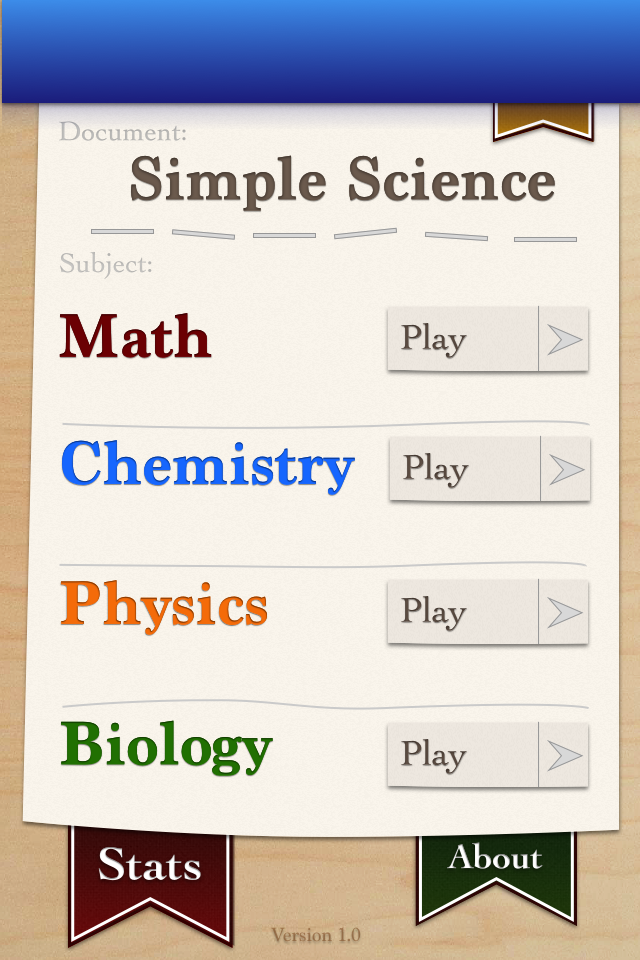 Document:
Simple Science
Subject:
Math
Play
Chemistry
Play
Physics
Play
Biology
Play
Stats
About
Version 1.0